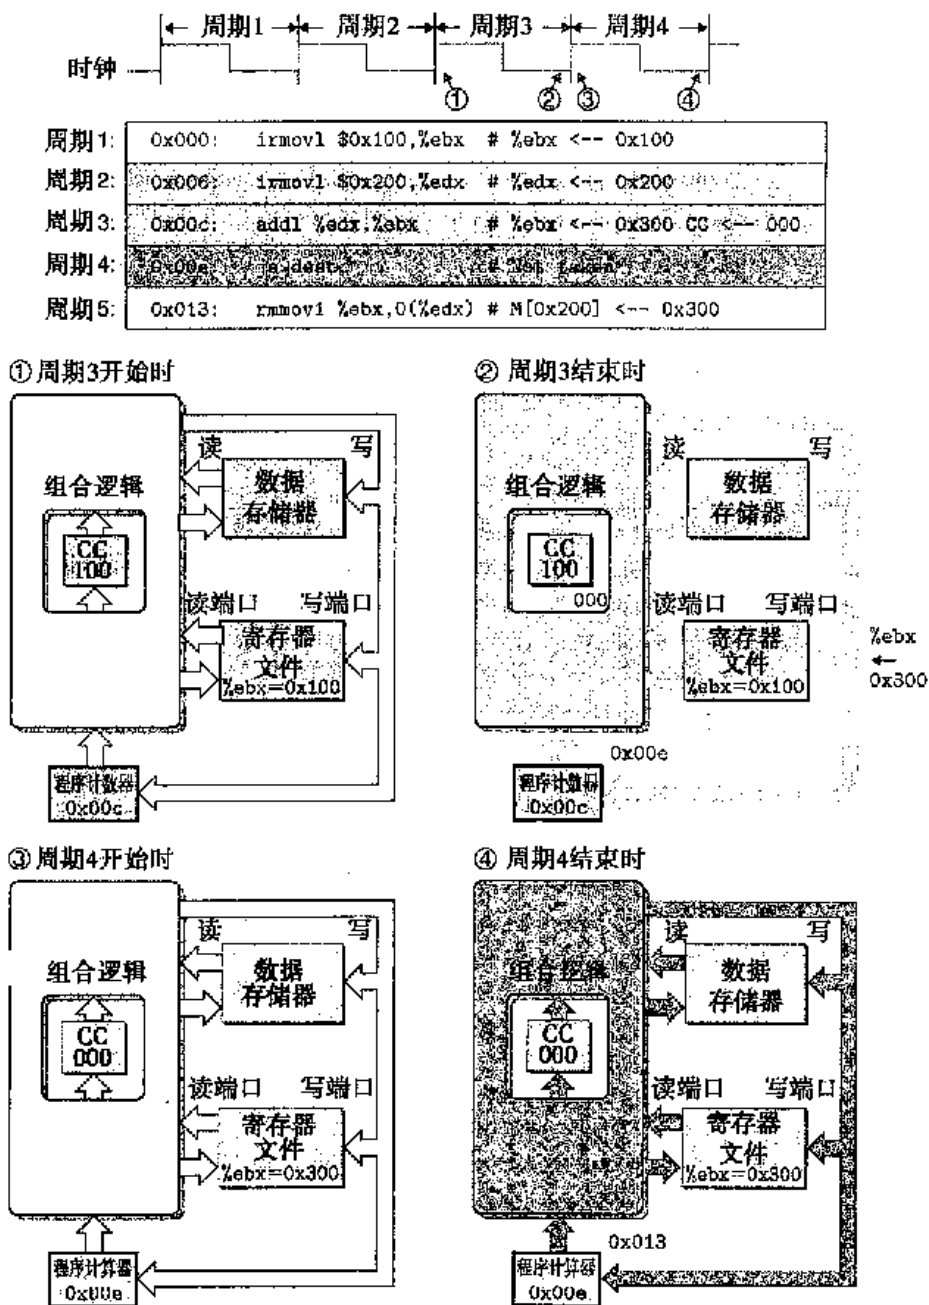 周期1 周期2 周期3 周期4
时钟
① ② ③ ④
周期1: 0x000: irmovl $0x100,%ebx # %ebx <-- 0x100
周期2: 0x006: irmovl $0x200,%edx # %edx <-- 0x200
周期3: 0x00c: addl %edx,%ebx # %ebx <-- 0x300 CC <-- 000
周期4: 0x00e: # Not taken
周期5: 0x013: rmmovl %ebx,0(%edx) # M[0x200] <-- 0x300
①周期3开始时
读 写
组合逻辑
数据
存储器
CC
100
读端口 写端口
寄存器
文件
%ebx=0x100
程序计数器
0x00c
② 周期3结束时
读 写
组合逻辑
数据
存储器
CC
100
000
读端口 写端口
寄存器
文件
%ebx=0x100
%ebx
<--
0x300
0x00e
程序计数器
0x00c
③周期4开始时
读 写
组合逻辑
数据
存储器
CC
000
读端口 写端口
寄存器
文件
%ebx=0x300
程序计算器
0x00e
④ 周期4结束时
读 写
组合逻辑
数据
存储器
CC
000
读端口 写端口
寄存器
文件
%ebx=0x300
0x013
程序计算器
0x00e